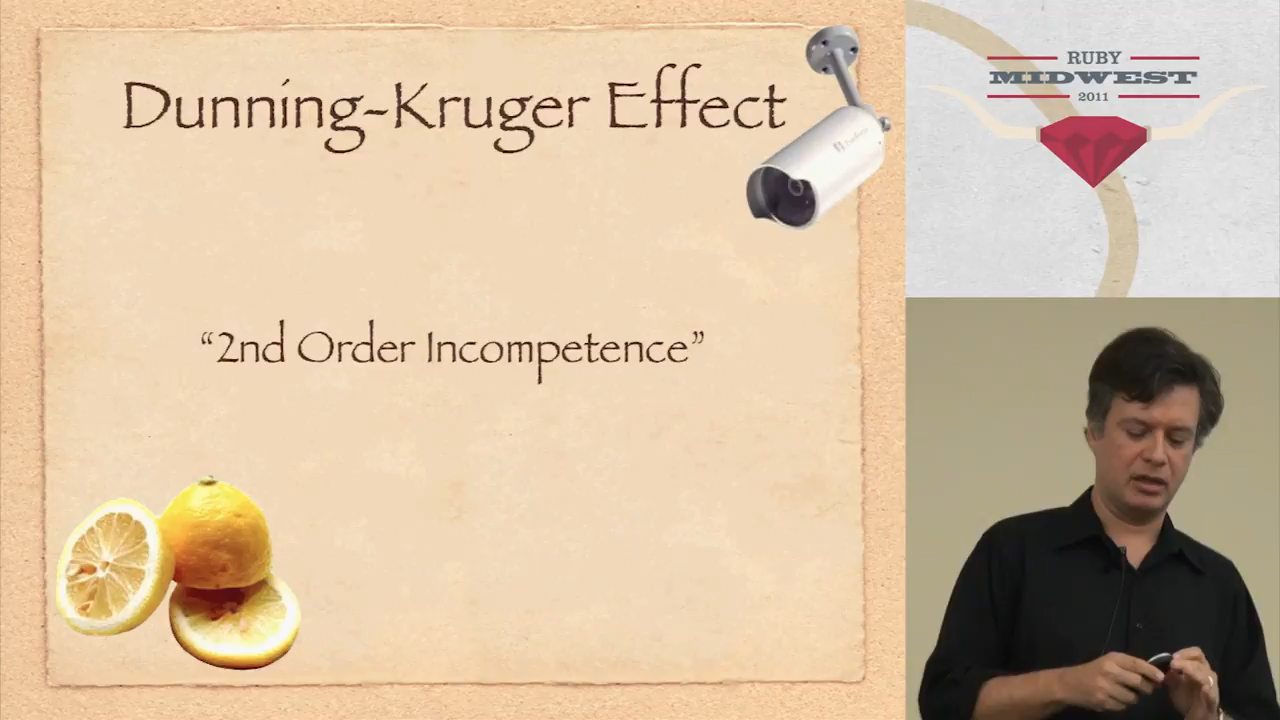 Dunning-Kruger Effect
“2nd Order Incompetence”
RUBY
MIDWEST
2011